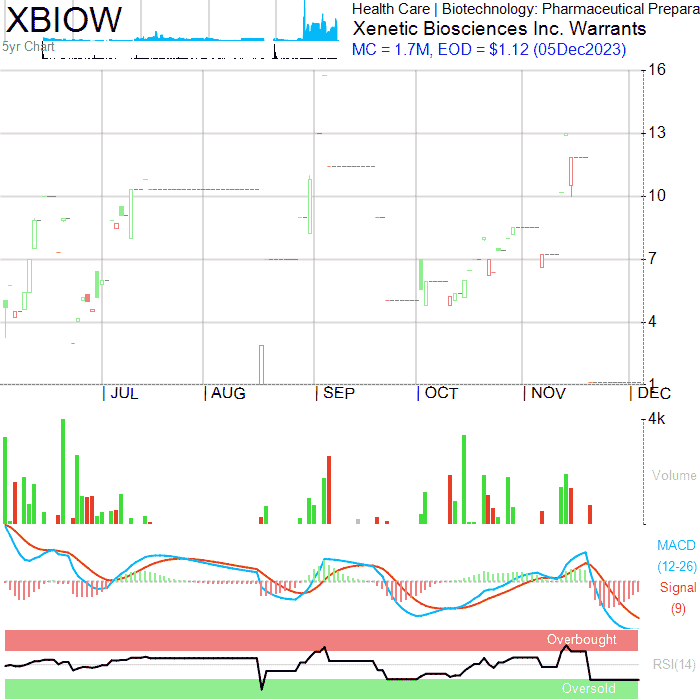 XBIOW
Health Care | Biotechnology: Pharmaceutical Prepara
Xenetic Biosciences Inc. Warrants
5yr Chart
MC = 1.7M, EOD = $1.12 (05Dec2023)
16
13
10
7
4
1
| JUL | AUG | SEP | OCT | NOV | DEC
4k
Volume
MACD
(12-26)
Signal
(9)
Overbought
RSI(14)
Oversold